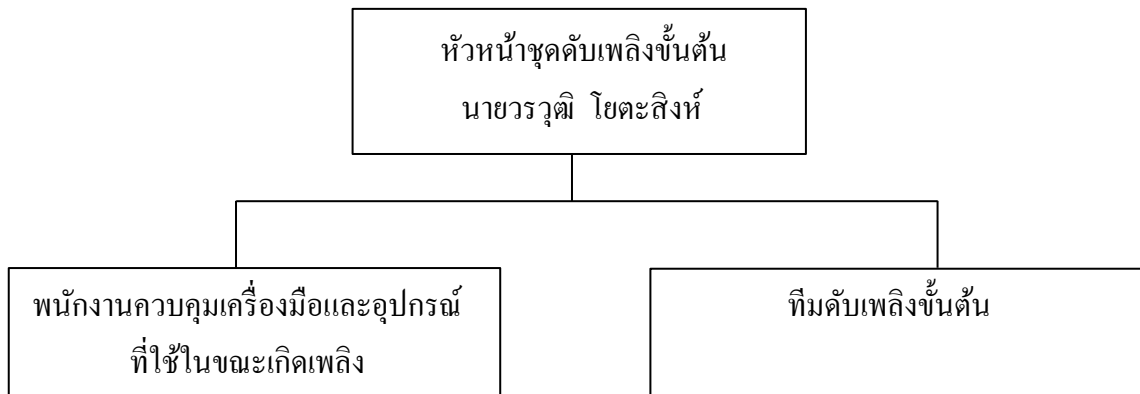 หัวหน้าชุดดับเพลิงขั้นต้น
นายวรวุฒิ โยตะสิงห์
พนักงานควบคุมเครื่องมือและอุปกรณ์
ที่ใช้ในขณะเกิดเพลิง
ทีมดับเพลิงขั้นต้น